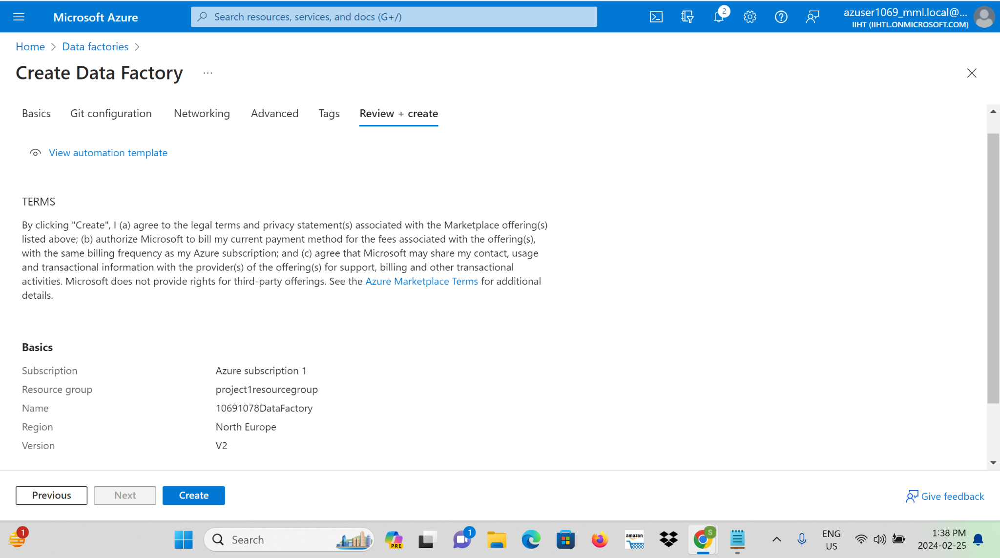 Microsoft Azure
Search resources, services, and docs (G+/)
2
azuser1069_mml.local@...
IIHT (IIHTL.ONMICROSOFT.COM)
Home > Data factories >
Create Data Factory ...
Basics Git configuration Networking Advanced Tags Review + create
View automation template
TERMS
By clicking "Create", I (a) agree to the legal terms and privacy statement(s) associated with the Marketplace offering(s)
listed above; (b) authorize Microsoft to bill my current payment method for the fees associated with the offering(s),
with the same billing frequency as my Azure subscription; and (c) agree that Microsoft may share my contact, usage
and transactional information with the provider(s) of the offering(s) for support, billing and other transactional
activities. Microsoft does not provide rights for third-party offerings. See the Azure Marketplace Terms for additional
details.
Basics
Subscription Azure subscription 1
Resource group project1resourcegroup
Name 10691078DataFactory
Region North Europe
Version V2
Previous Next Create
Give feedback
1
Search
PRE
1
amazon
S
ENG
US
1:38 PM
2024-02-25